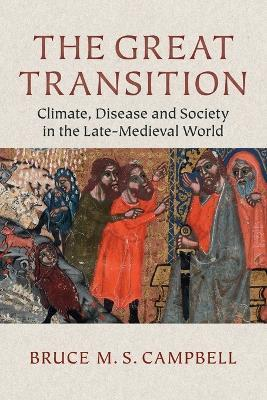 THE GREAT
TRANSITION
Climate, Disease and Society
in the Late-Medieval World
BRUCE M. S. CAMPBELL